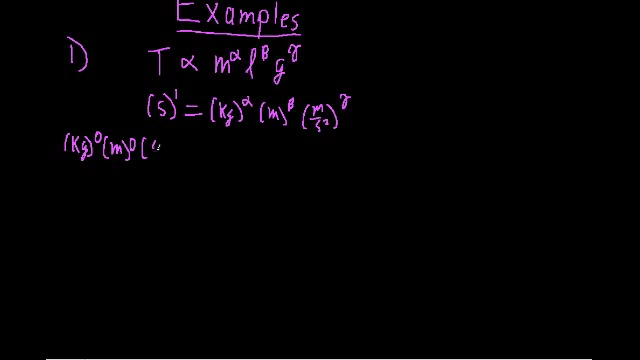 Examples
1) T ∝ m^α l^β g^γ
(s)^1 = (kg)^α (m)^β (m/s²)^γ
(kg)^0 (m)^0 (